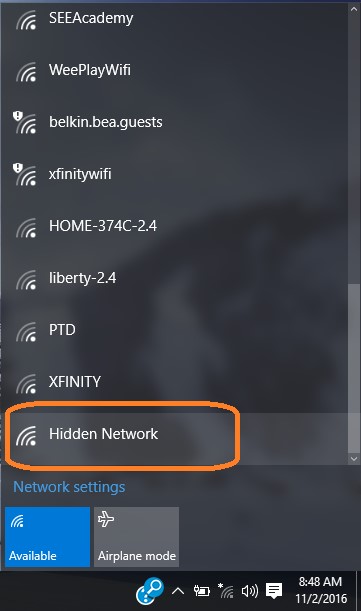 SEEAcademy
WeePlayWifi
belkin.bea.guests
xfinitywifi
HOME-374C-2.4
liberty-2.4
PTD
XFINITY
Hidden Network
Network settings
Available
Airplane mode
8:48 AM
11/2/2016